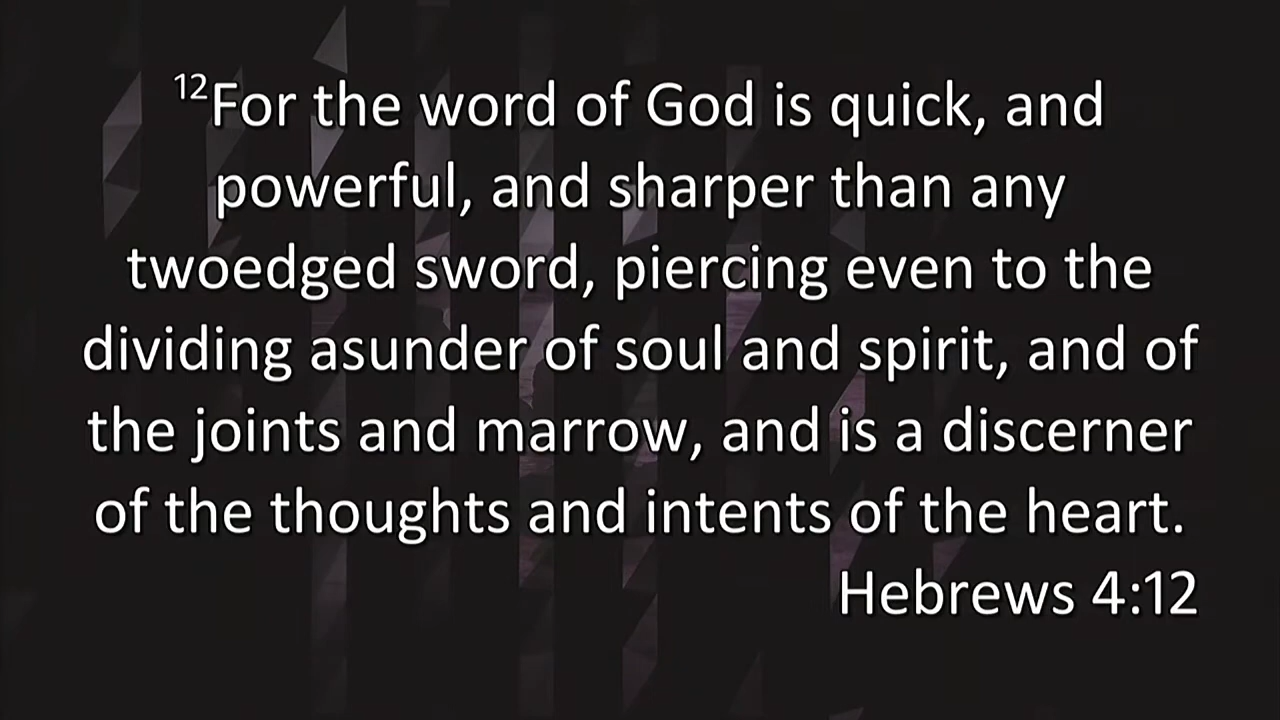 ¹²For the word of God is quick, and
powerful, and sharper than any
twoedged sword, piercing even to the
dividing asunder of soul and spirit, and of
the joints and marrow, and is a discerner
of the thoughts and intents of the heart.
Hebrews 4:12